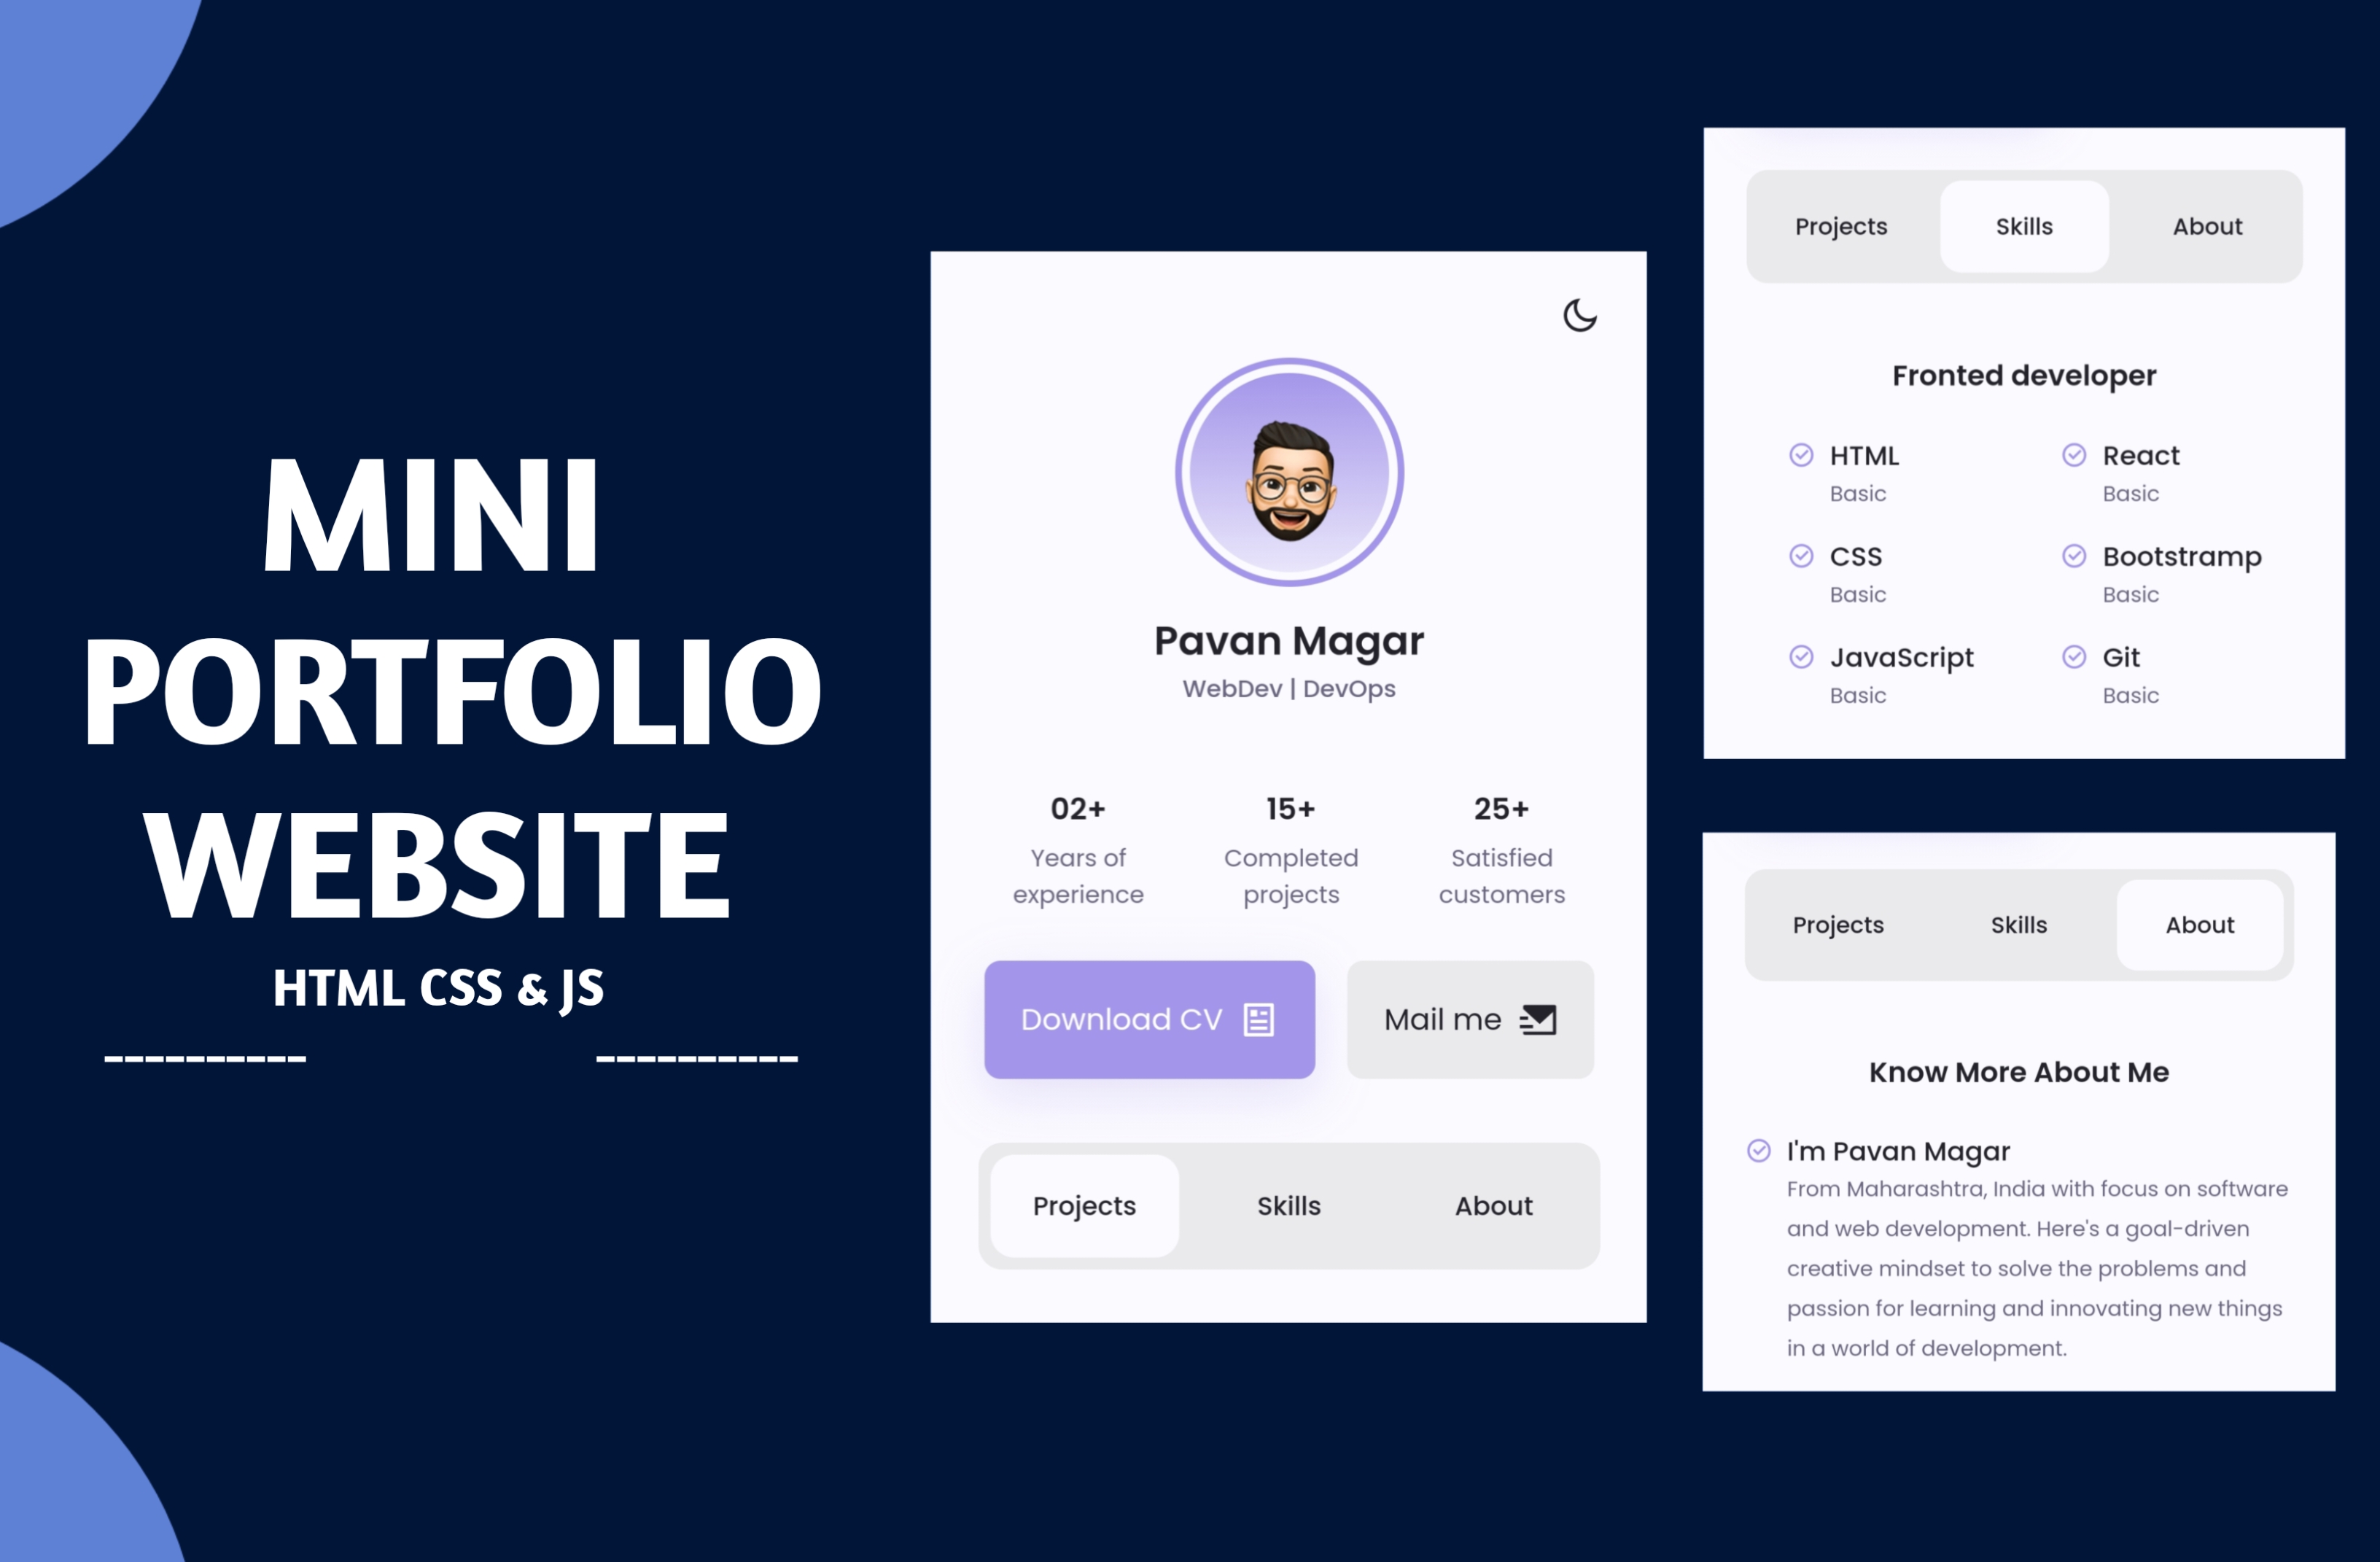 MINI
PORTFOLIO
WEBSITE
HTML CSS & JS
---------- ----------
Pavan Magar
WebDev | DevOps
02+
Years of
experience
15+
Completed
projects
25+
Satisfied
customers
Download CV
Mail me
Projects Skills About
Projects Skills About
Fronted developer
HTML
Basic
CSS
Basic
JavaScript
Basic
React
Basic
Bootstramp
Basic
Git
Basic
Projects Skills About
Know More About Me
I'm Pavan Magar
From Maharashtra, India with focus on software
and web development. Here's a goal-driven
creative mindset to solve the problems and
passion for learning and innovating new things
in a world of development.